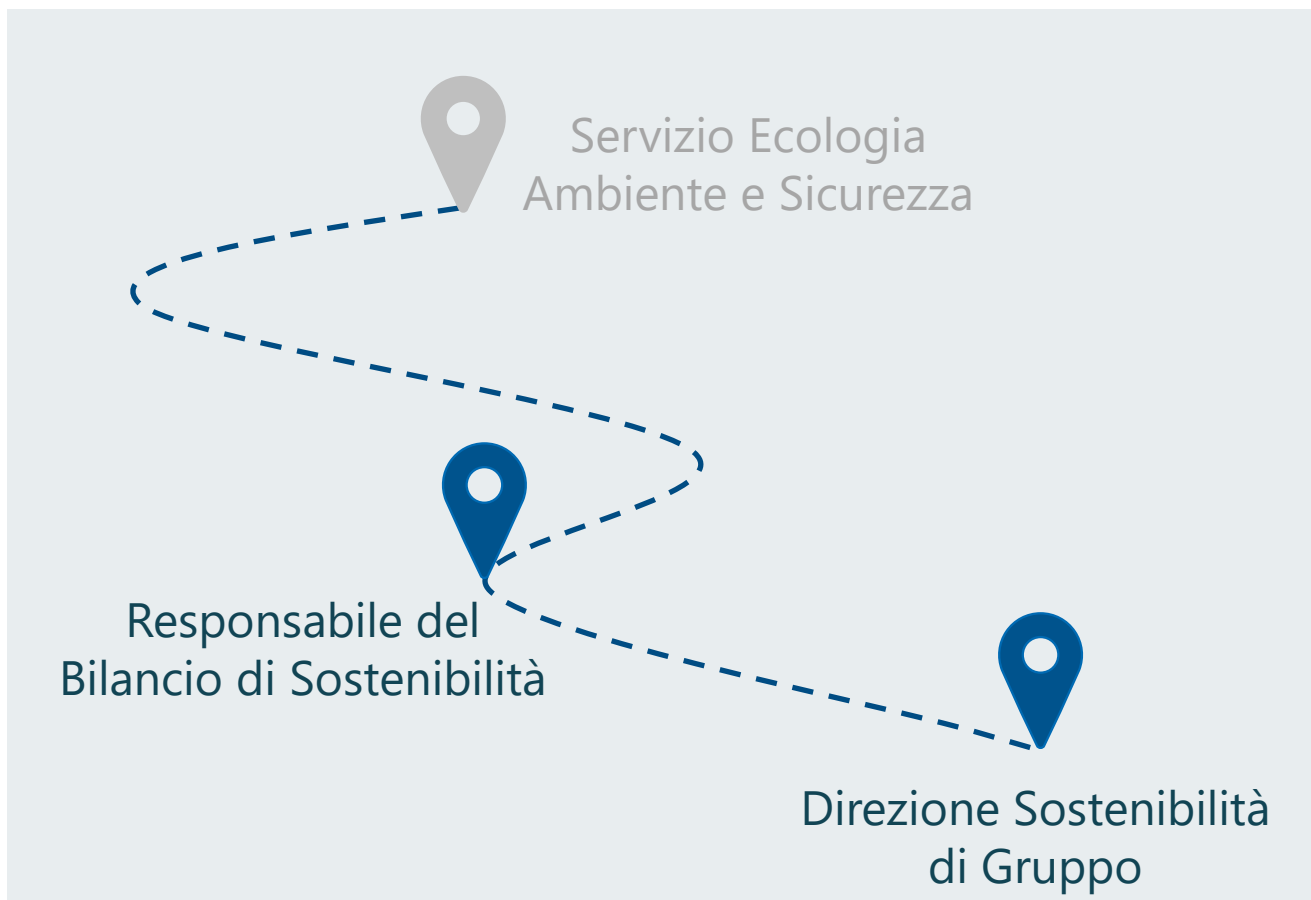 Servizio Ecologia
Ambiente e Sicurezza
Responsabile del
Bilancio di Sostenibilità
Direzione Sostenibilità
di Gruppo